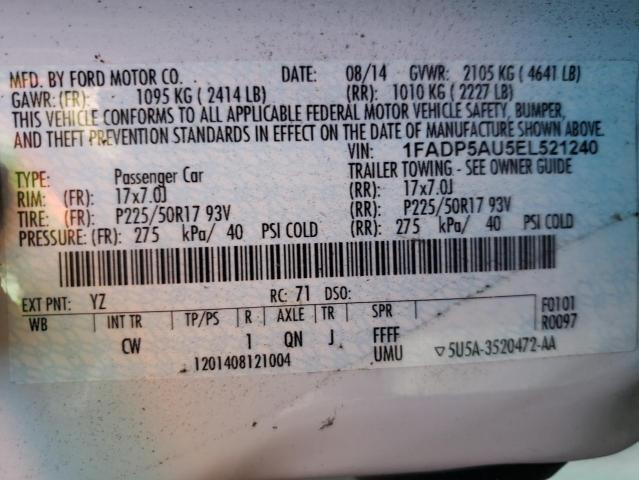 MFD. BY FORD MOTOR CO. DATE: 08/14 GVWR: 2105 KG ( 4641 LB)
GAWR: (FR): 1095 KG ( 2414 LB) (RR): 1010 KG ( 2227 LB)
THIS VEHICLE CONFORMS TO ALL APPLICABLE FEDERAL MOTOR VEHICLE SAFETY, BUMPER,
AND THEFT PREVENTION STANDARDS IN EFFECT ON THE DATE OF MANUFACTURE SHOWN ABOVE.
VIN: 1FADP5AU5EL521240
TYPE: Passenger Car TRAILER TOWING - SEE OWNER GUIDE
RIM: (FR): 17x7.0J (RR): 17x7.0J
TIRE: (FR): P225/50R17 93V (RR): P225/50R17 93V
PRESSURE: (FR): 275 kPa/ 40 PSI COLD (RR): 275 kPa/ 40 PSI COLD
EXT PNT: YZ RC: 71 DSO:
WB INT TR TP/PS R AXLE TR SPR F0101
CW 1 QN J FFFF R0097
1201408121004 UMU ▽5U5A-3520472-AA